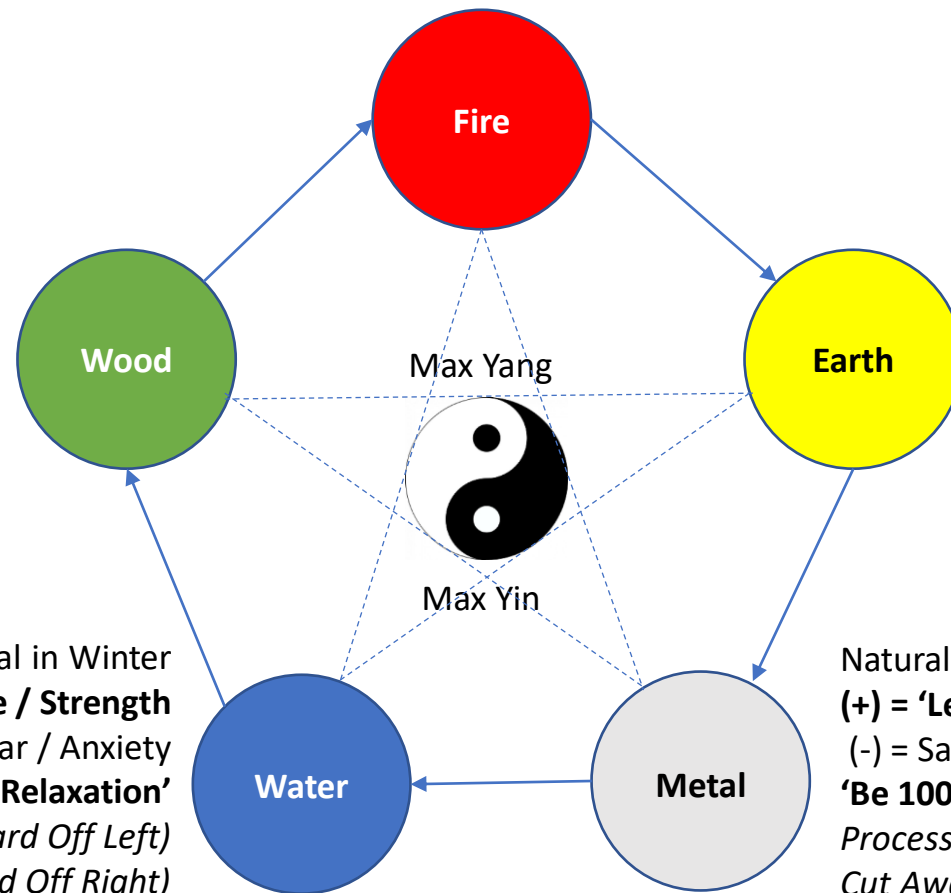 Fire
Wood
Earth
Max Yang
Max Yin
al in Winter
e / Strength
ar / Anxiety
Relaxation’
ard Off Left)
d Off Right)
Water
Metal
Natural
(+) = ‘Le
(-) = Sa
‘Be 100
Process
Cut Awa